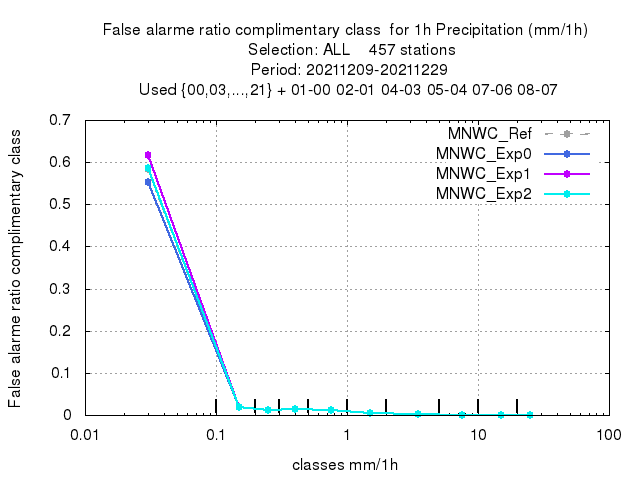 False alarme ratio complimentary class  for 1h Precipitation (mm/1h)
Selection: ALL    457 stations
Period: 20211209-20211229
Used {00,03,...,21} + 01-00 02-01 04-03 05-04 07-06 08-07
False alarme ratio complimentary class
0.7
0.6
0.5
0.4
0.3
0.2
0.1
0
MNWC_Ref
MNWC_Exp0
MNWC_Exp1
MNWC_Exp2
0.01 0.1 1 10 100
classes mm/1h